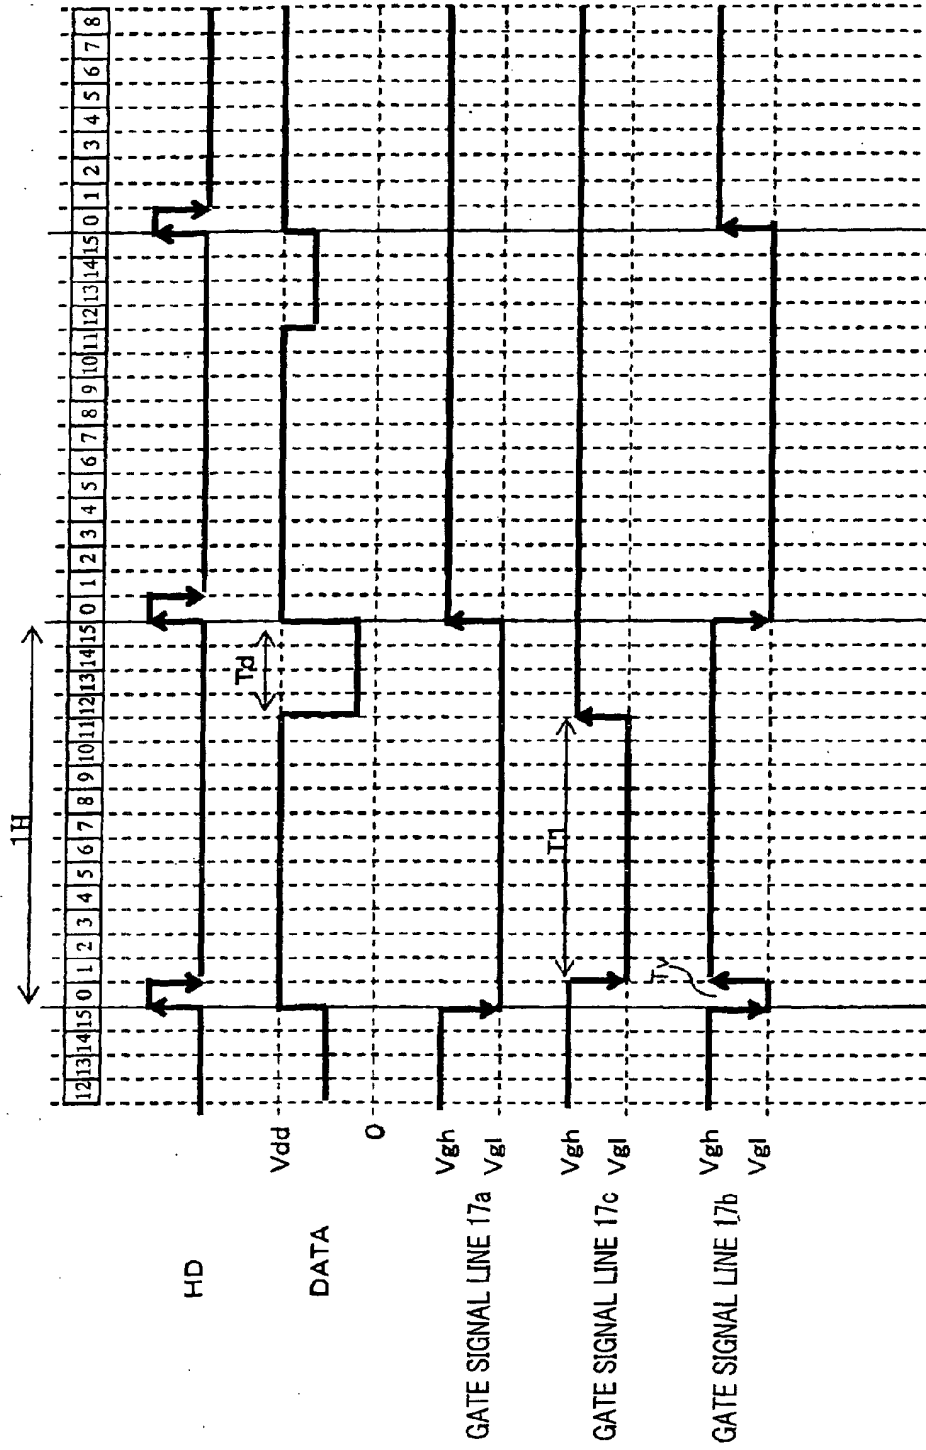 1H
12 13 14 15 0 1 2 3 4 5 6 7 8 9 10 11 12 13 14 15 0 1 2 3 4 5 6 7 8 9 10 11 12 13 14 15 0 1 2 3 4 5 6 7 8
HD
Td
Vdd
DATA
0
Vgh
Vgl
GATE SIGNAL LINE 17a
T1
Vgh
Vgl
GATE SIGNAL LINE 17c
Tv
Vgh
Vgl
GATE SIGNAL LINE 17b